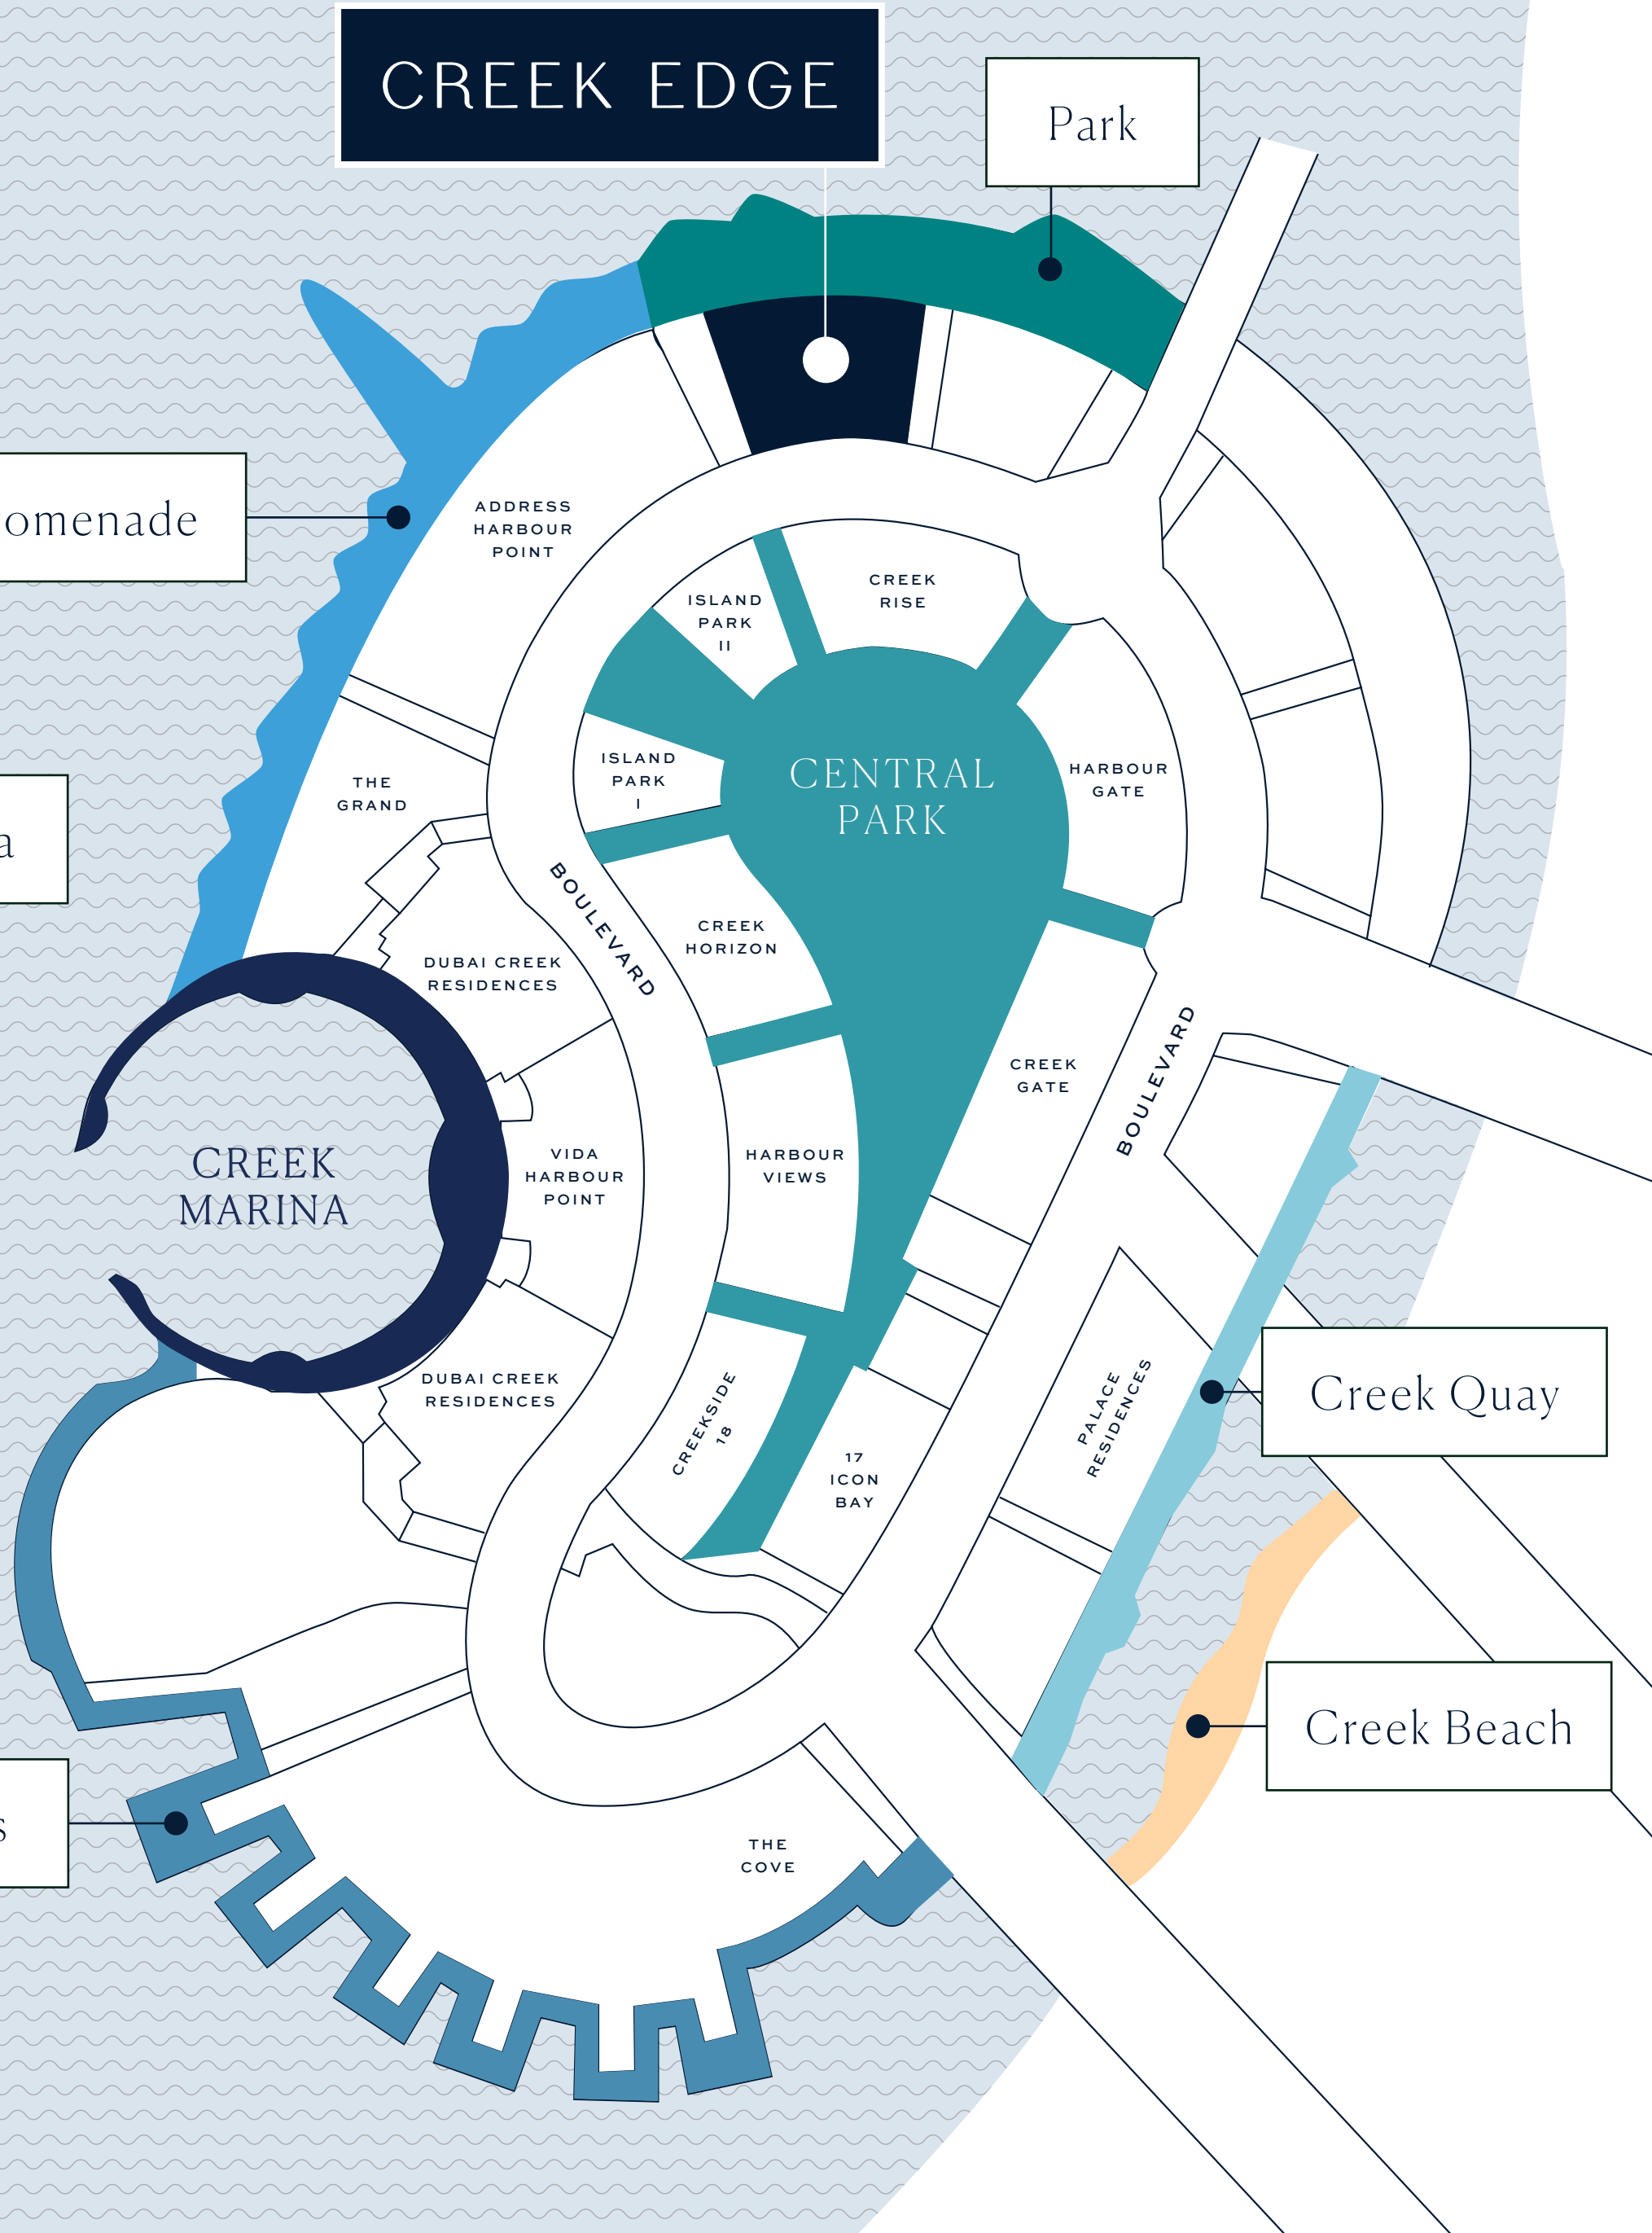 CREEK EDGE
Park
omenade
ADDRESS
HARBOUR
POINT
CREEK
RISE
ISLAND
PARK
II
ISLAND
PARK
I
CENTRAL
PARK
HARBOUR
GATE
THE
GRAND
a
BOULEVARD
CREEK
HORIZON
DUBAI CREEK
RESIDENCES
CREEK
GATE
BOULEVARD
CREEK
MARINA
VIDA
HARBOUR
POINT
HARBOUR
VIEWS
DUBAI CREEK
RESIDENCES
CREEKSIDE
18
17
ICON
BAY
PALACE
RESIDENCES
Creek Quay
Creek Beach
s
THE
COVE